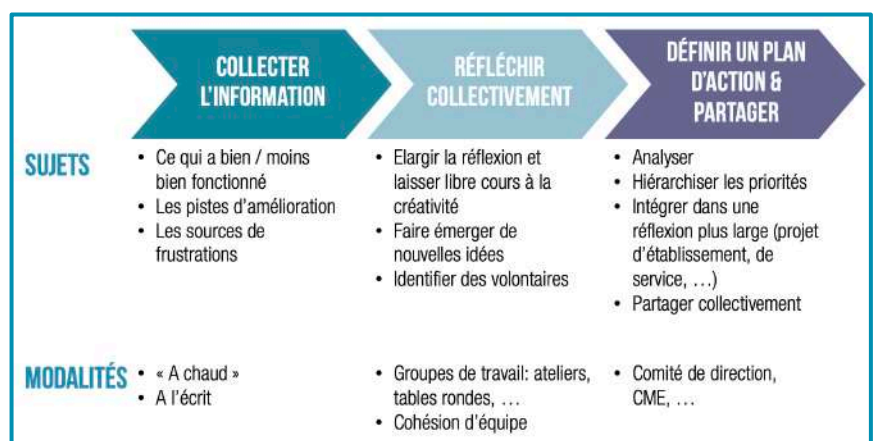 COLLECTER
L'INFORMATION
RÉFLÉCHIR
COLLECTIVEMENT
DÉFINIR UN PLAN
D'ACTION &
PARTAGER
SUJETS
• Ce qui a bien / moins
bien fonctionné
• Les pistes d'amélioration
• Les sources de
frustrations
• Elargir la réflexion et
laisser libre cours à la
créativité
• Faire émerger de
nouvelles idées
• Identifier des volontaires
• Analyser
• Hiérarchiser les priorités
• Intégrer dans une
réflexion plus large (projet
d'établissement, de
service, …)
• Partager collectivement
MODALITÉS
• « A chaud »
• A l'écrit
• Groupes de travail: ateliers,
tables rondes, …
• Cohésion d'équipe
• Comité de direction,
CME, …